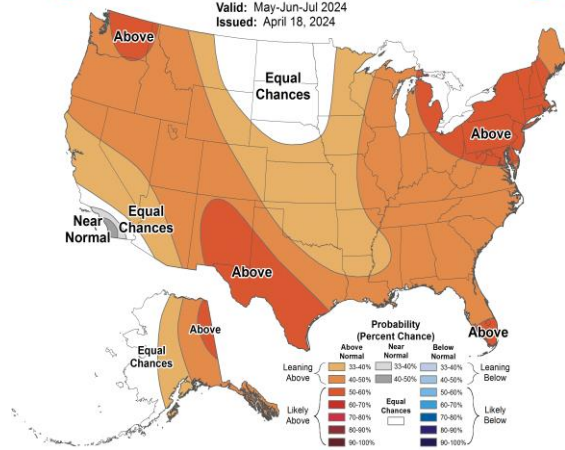 Valid: May-Jun-Jul 2024
Issued: April 18, 2024
Above
Equal
Chances
Above
Near
Normal
Equal
Chances
Above
Above
Equal
Chances
Above
Probability
(Percent Chance)
Above
Normal
Near
Normal
Below
Normal
Leaning
Above
33-40%
40-50%
33-40%
40-50%
33-40%
40-50%
Leaning
Below
Likely
Above
50-60%
60-70%
70-80%
80-90%
90-100%
Equal
Chances
50-60%
60-70%
70-80%
80-90%
90-100%
Likely
Below